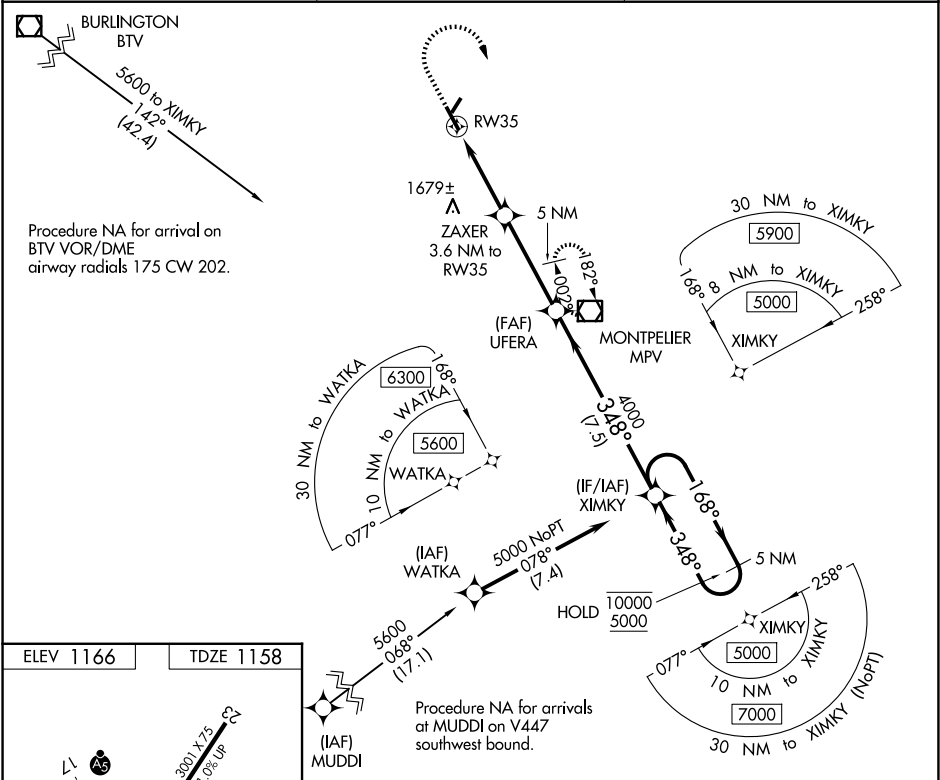 BURLINGTON
BTV
5600 to XIMKY
142°
(42.4)
Procedure NA for arrival on
BTV VOR/DME
airway radials 175 CW 202.
RW35
1679±
ZAXER
3.6 NM to
RW35
5 NM
002°
182°
(FAF)
UFERA
MONTPELIER
MPV
30 NM to XIMKY
5900
8 NM to XIMKY
5000
168°
258°
XIMKY
30 NM to WATKA
6300
10 NM to WATKA
5600
168°
WATKA
077°
4000
348°
(7.5)
(IF/IAF)
XIMKY
168°
348°
5 NM
HOLD
10000
5000
(IAF)
WATKA
5000 NoPT
078°
(7.4)
5600
068°
(17.1)
(IAF)
MUDDI
Procedure NA for arrivals
at MUDDI on V447
southwest bound.
258°
XIMKY
077°
5000
10 NM to XIMKY
7000
30 NM to XIMKY (NoPT)
ELEV 1166
TDZE 1158
17
A5
23
3001 X 75